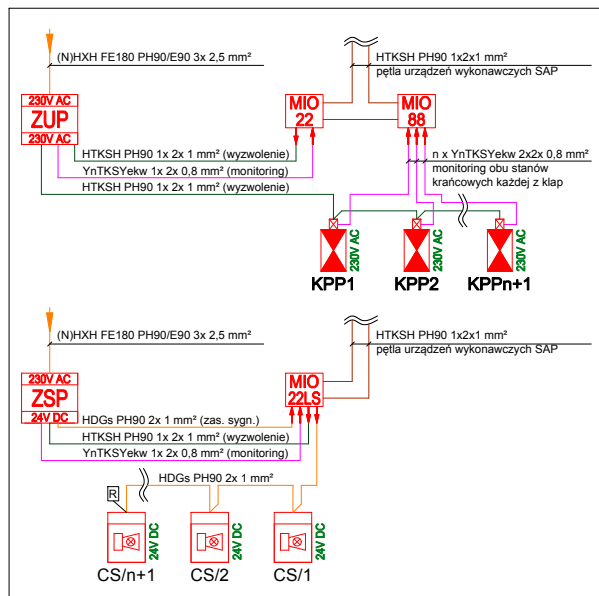 (N)HXH FE180 PH90/E90 3x 2,5 mm²
HTKSH PH90 1x2x1 mm²
pętla urządzeń wykonawczych SAP
230V AC
ZUP
230V AC
MIO
22
MIO
88
HTKSH PH90 1x 2x 1 mm² (wyzwolenie)
YnTKSYekw 1x 2x 0,8 mm² (monitoring)
HTKSH PH90 1x 2x 1 mm² (wyzwolenie)
n x YnTKSYekw 2x2x 0,8 mm²
monitoring obu stanów
krańcowych każdej z klap
230V AC
230V AC
230V AC
KPP1
KPP2
KPPn+1
(N)HXH FE180 PH90/E90 3x 2,5 mm²
HTKSH PH90 1x2x1 mm²
pętla urządzeń wykonawczych SAP
230V AC
ZSP
24V DC
MIO
22LS
HDGs PH90 2x 1 mm² (zas. sygn.)
HTKSH PH90 1x 2x 1 mm² (wyzwolenie)
YnTKSYekw 1x 2x 0,8 mm² (monitoring)
HDGs PH90 2x 1 mm²
R
24V DC
24V DC
24V DC
CS/n+1
CS/2
CS/1